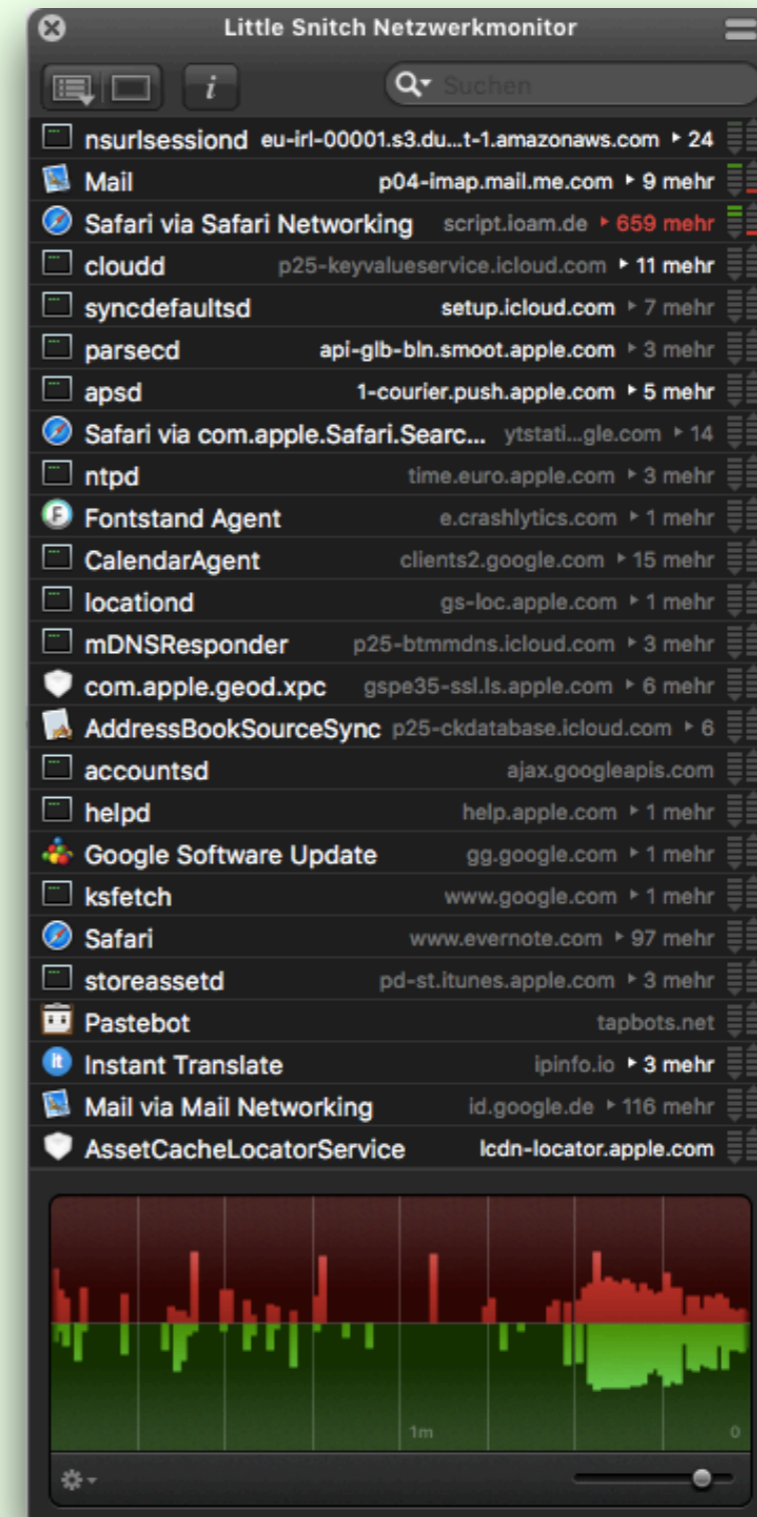 Little Snitch Netzwerkmonitor
i Suchen
nsurlsessiond eu-irl-00001.s3.du...t-1.amazonaws.com ▸ 24
Mail p04-imap.mail.me.com ▸ 9 mehr
Safari via Safari Networking script.ioam.de ▸ 659 mehr
cloudd p25-keyvalueservice.icloud.com ▸ 11 mehr
syncdefaultsd setup.icloud.com ▸ 7 mehr
parsecd api-glb-bln.smoot.apple.com ▸ 3 mehr
apsd 1-courier.push.apple.com ▸ 5 mehr
Safari via com.apple.Safari.Searc... ytstati...gle.com ▸ 14
ntpd time.euro.apple.com ▸ 3 mehr
F Fontstand Agent e.crashlytics.com ▸ 1 mehr
CalendarAgent clients2.google.com ▸ 15 mehr
locationd gs-loc.apple.com ▸ 1 mehr
mDNSResponder p25-btmmdns.icloud.com ▸ 3 mehr
com.apple.geod.xpc gspe35-ssl.ls.apple.com ▸ 6 mehr
AddressBookSourceSync p25-ckdatabase.icloud.com ▸ 6
accountsd ajax.googleapis.com
helpd help.apple.com ▸ 1 mehr
Google Software Update gg.google.com ▸ 1 mehr
ksfetch www.google.com ▸ 1 mehr
Safari www.evernote.com ▸ 97 mehr
storeassetd pd-st.itunes.apple.com ▸ 3 mehr
Pastebot tapbots.net
it Instant Translate ipinfo.io ▸ 3 mehr
Mail via Mail Networking id.google.de ▸ 116 mehr
AssetCacheLocatorService lcdn-locator.apple.com
1m 0